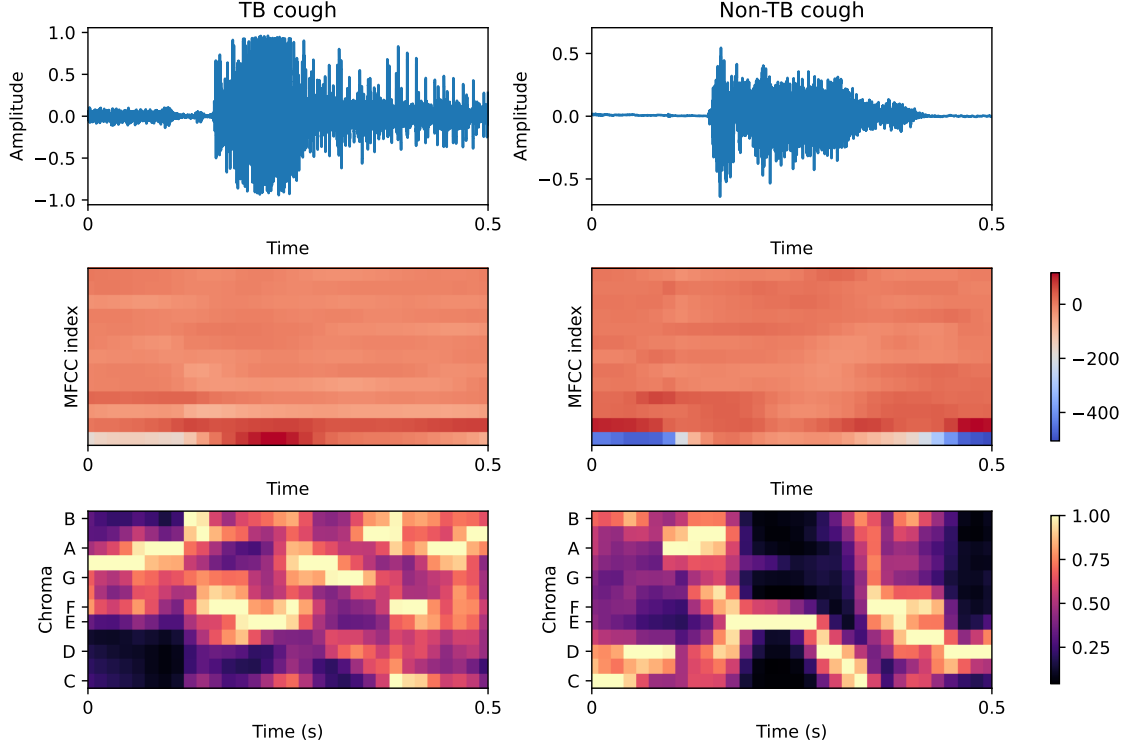 TB cough
Non-TB cough
Amplitude
1.0
0.5
0.0
−0.5
−1.0
0
0.5
Time
Amplitude
0.5
0.0
−0.5
0
0.5
Time
MFCC index
0
0.5
Time
MFCC index
0
0.5
Time
0
−200
−400
Chroma
B
A
G
F
E
D
C
0
0.5
Time (s)
Chroma
B
A
G
F
E
D
C
0
0.5
Time (s)
1.00
0.75
0.50
0.25